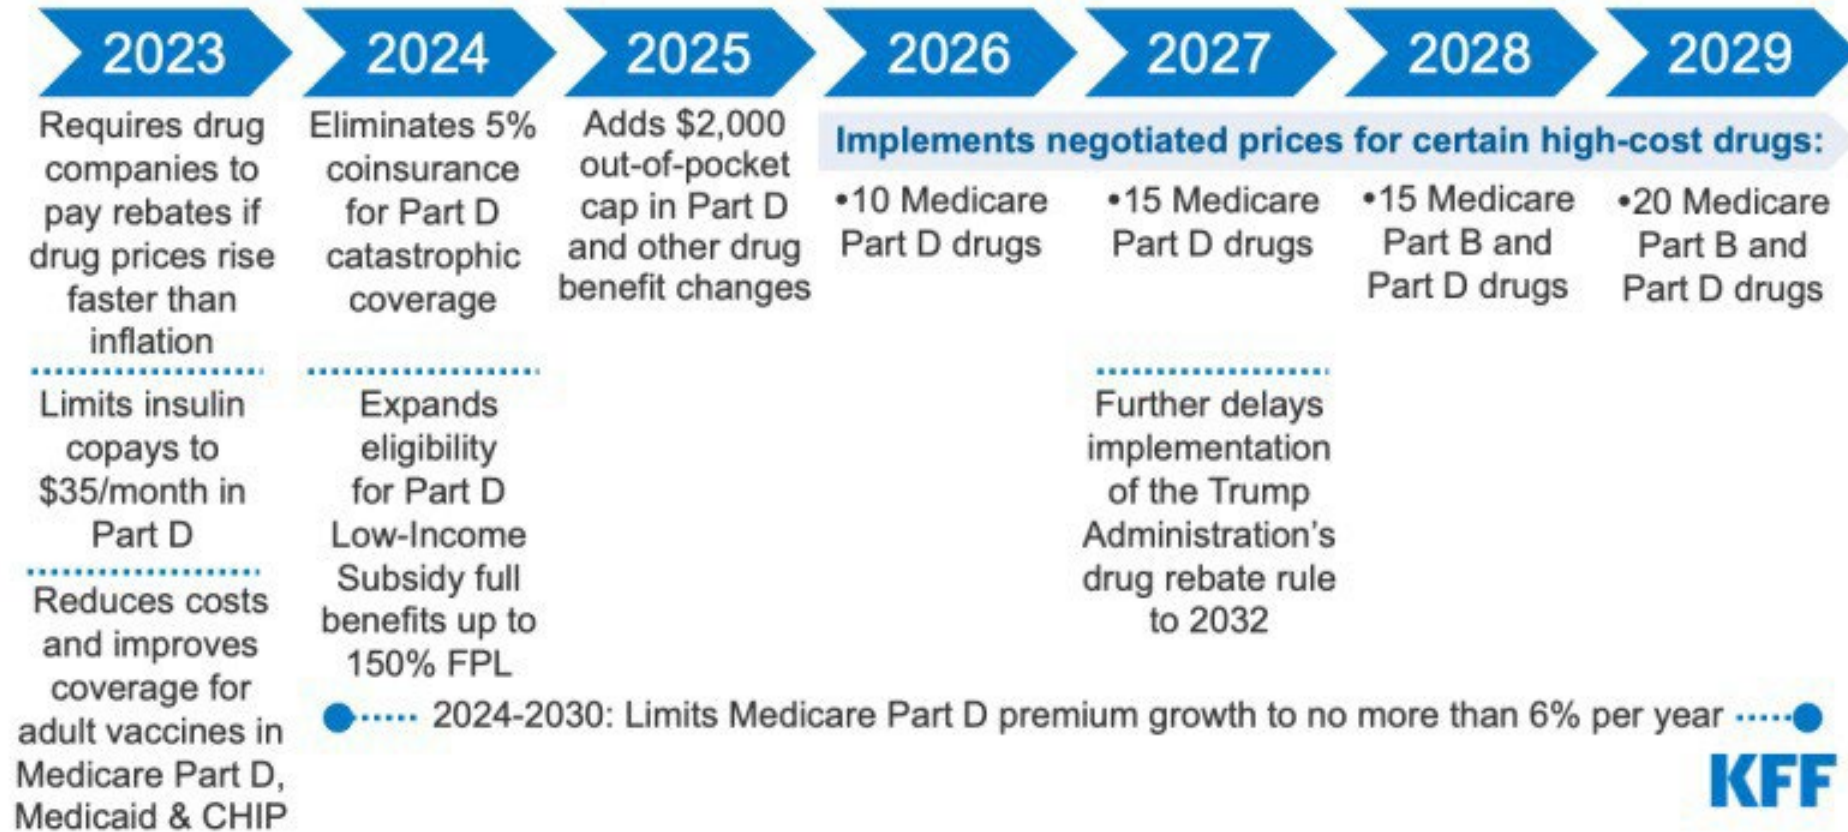 2023
2024
2025
2026
2027
2028
2029
Requires drug
companies to
pay rebates if
drug prices rise
faster than
inflation
Limits insulin
copays to
$35/month in
Part D
Reduces costs
and improves
coverage for
adult vaccines in
Medicare Part D,
Medicaid & CHIP
Eliminates 5%
coinsurance
for Part D
catastrophic
coverage
Expands
eligibility
for Part D
Low-Income
Subsidy full
benefits up to
150% FPL
Adds $2,000
out-of-pocket
cap in Part D
and other drug
benefit changes
Implements negotiated prices for certain high-cost drugs:
•10 Medicare
Part D drugs
•15 Medicare
Part D drugs
Further delays
implementation
of the Trump
Administration’s
drug rebate rule
to 2032
•15 Medicare
Part B and
Part D drugs
•20 Medicare
Part B and
Part D drugs
2024-2030: Limits Medicare Part D premium growth to no more than 6% per year
KFF